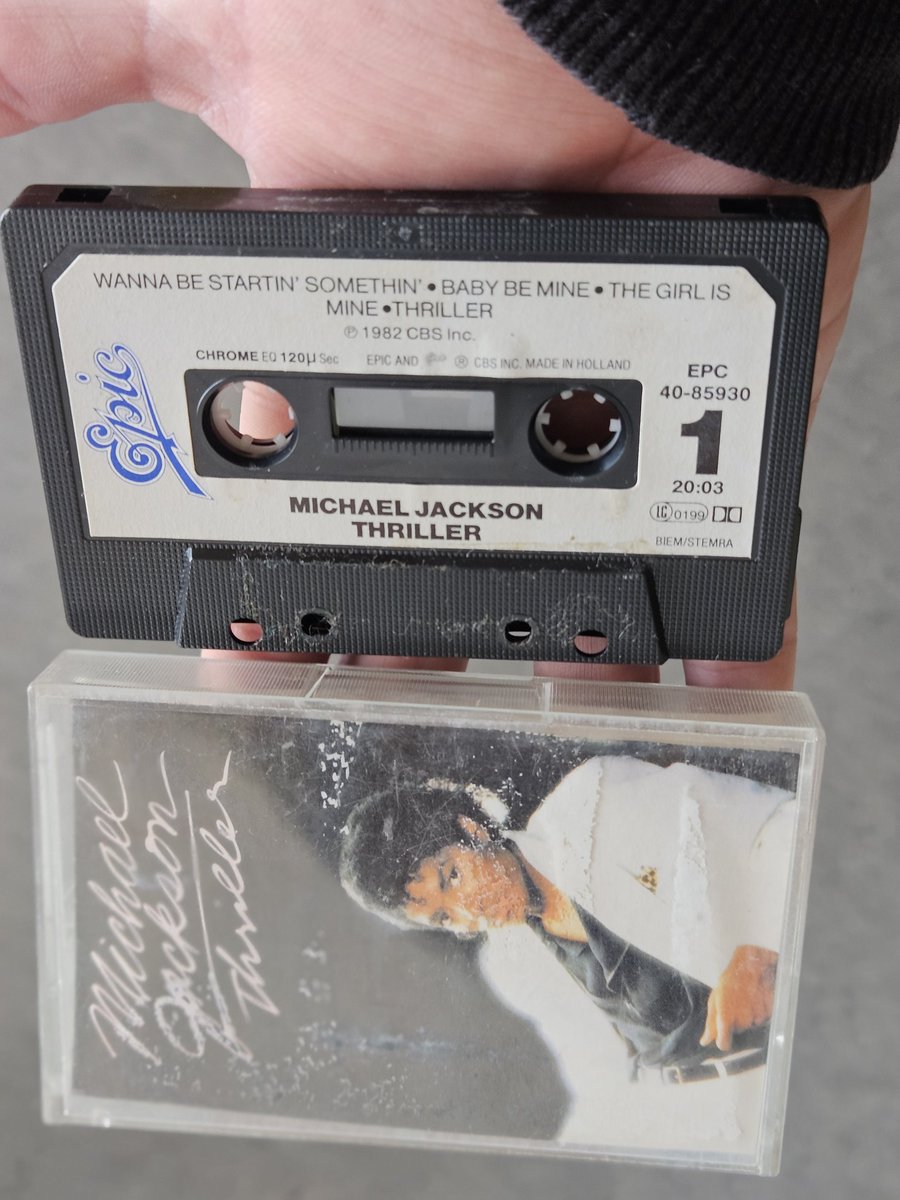 WANNA BE STARTIN' SOMETHIN' • BABY BE MINE • THE GIRL IS
MINE • THRILLER
℗ 1982 CBS Inc.
CHROME EQ 120µ Sec
EPIC AND Epic ® CBS INC. MADE IN HOLLAND
EPC
40-85930
1
20:03
LC 0199
BIEM/STEMRA
Epic
MICHAEL JACKSON
THRILLER
Michael
Jackson
Thriller